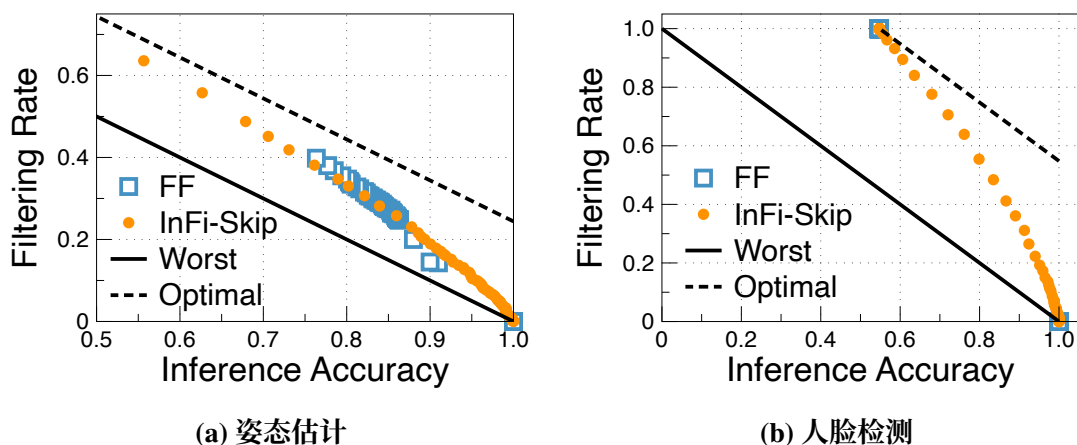 Filtering Rate
0.6
0.4
0.2
0
FF
InFi-Skip
Worst
Optimal
0.5 0.6 0.7 0.8 0.9 1.0
Inference Accuracy
(a) 姿态估计
Filtering Rate
1.0
0.8
0.6
0.4
0.2
0
FF
InFi-Skip
Worst
Optimal
0 0.2 0.4 0.6 0.8 1.0
Inference Accuracy
(b) 人脸检测